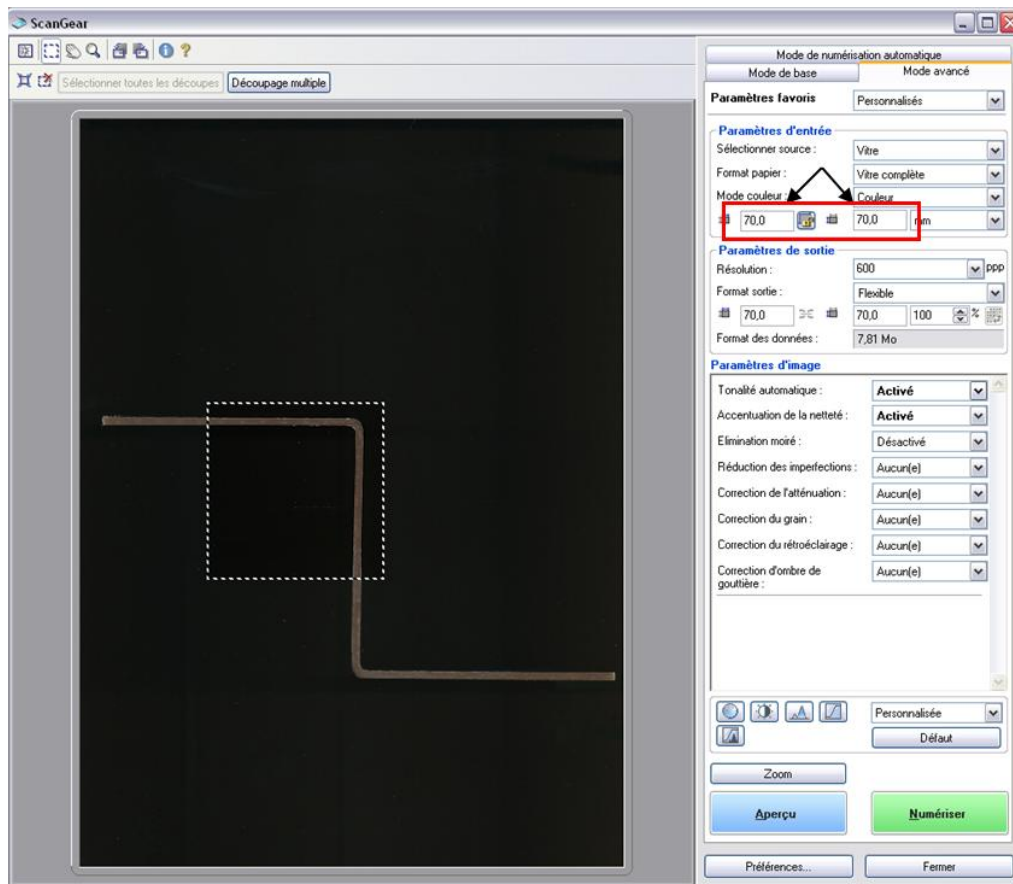 ScanGear
Sélectionner toutes les découpes Découpage multiple
Mode de numérisation automatique
Mode de base Mode avancé
Paramètres favoris Personnalisés
Paramètres d'entrée
Sélectionner source : Vitre
Format papier : Vitre complète
Mode couleur : Couleur
70,0 70,0 mm
Paramètres de sortie
Résolution : 600 PPP
Format sortie : Flexible
70,0 70,0 100 %
Format des données : 7,81 Mo
Paramètres d'image
Tonalité automatique : Activé
Accentuation de la netteté : Activé
Elimination moiré : Désactivé
Réduction des imperfections : Aucun(e)
Correction de l'atténuation : Aucun(e)
Correction du grain : Aucun(e)
Correction du rétroéclairage : Aucun(e)
Correction d'ombre de gouttière : Aucun(e)
Personnalisée
Défaut
Zoom
Aperçu Numériser
Préférences... Fermer